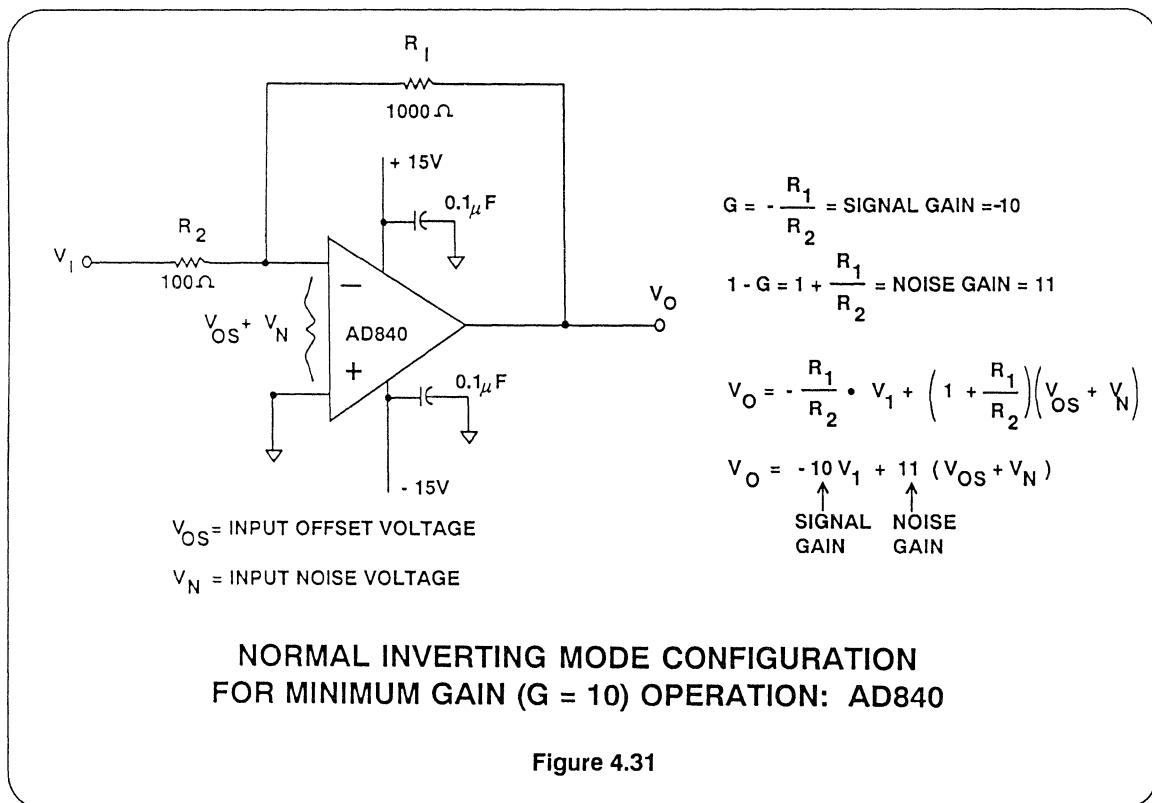 R1
1000Ω
+ 15V
0.1μF
R2
VI
100Ω
VOS + VN
−
AD840
+
VO
0.1μF
- 15V
VOS = INPUT OFFSET VOLTAGE
VN = INPUT NOISE VOLTAGE
G = - R1/R2 = SIGNAL GAIN =-10
1 - G = 1 + R1/R2 = NOISE GAIN = 11
VO = - R1/R2 • V1 + (1 + R1/R2)(VOS + VN)
VO = - 10 V1 + 11 (VOS + VN)
SIGNAL GAIN
NOISE GAIN
NORMAL INVERTING MODE CONFIGURATION
FOR MINIMUM GAIN (G = 10) OPERATION: AD840
Figure 4.31